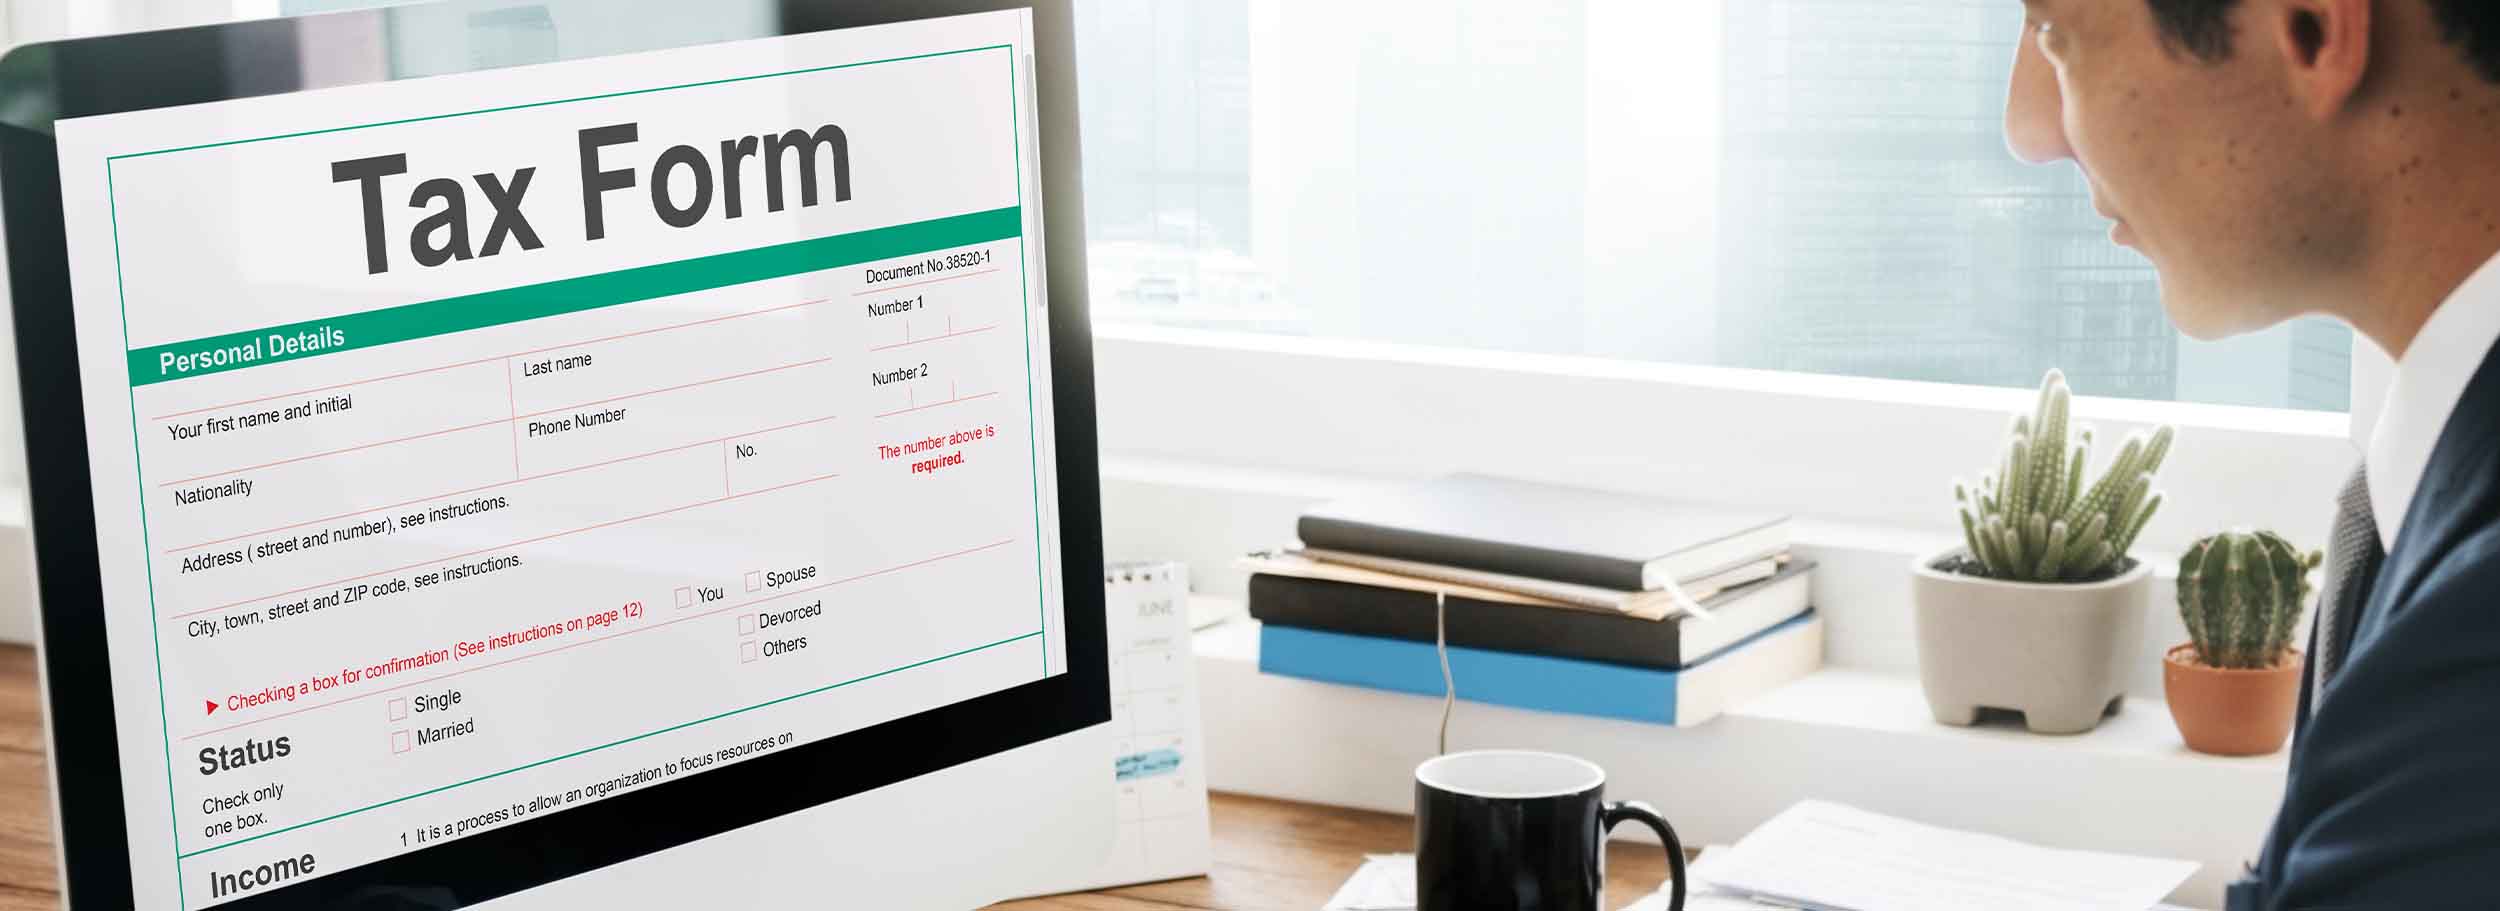 Tax Form
Personal Details
Document No.38520-1
Your first name and initial
Last name
Number 1
Nationality
Phone Number
Number 2
Address ( street and number), see instructions.
No.
The number above is
required.
City, town, street and ZIP code, see instructions.
▶ Checking a box for confirmation (See instructions on page 12)
You
Spouse
Status
Single
Devorced
Married
Others
Check only
one box.
Income
1 It is a process to allow an organization to focus resources on
JUNE